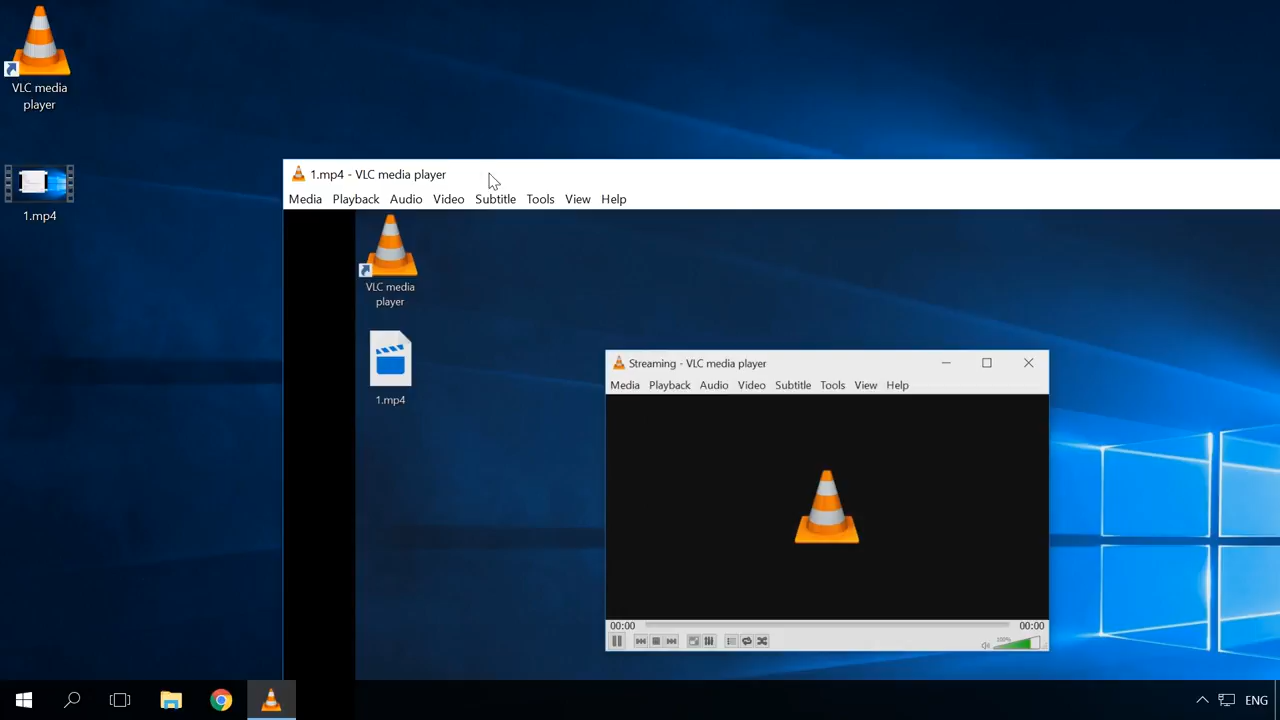 VLC media
player
1.mp4
1.mp4 - VLC media player
Media Playback Audio Video Subtitle Tools View Help
VLC media
player
1.mp4
Streaming - VLC media player
Media Playback Audio Video Subtitle Tools View Help
00:00 00:00
100%
ENG